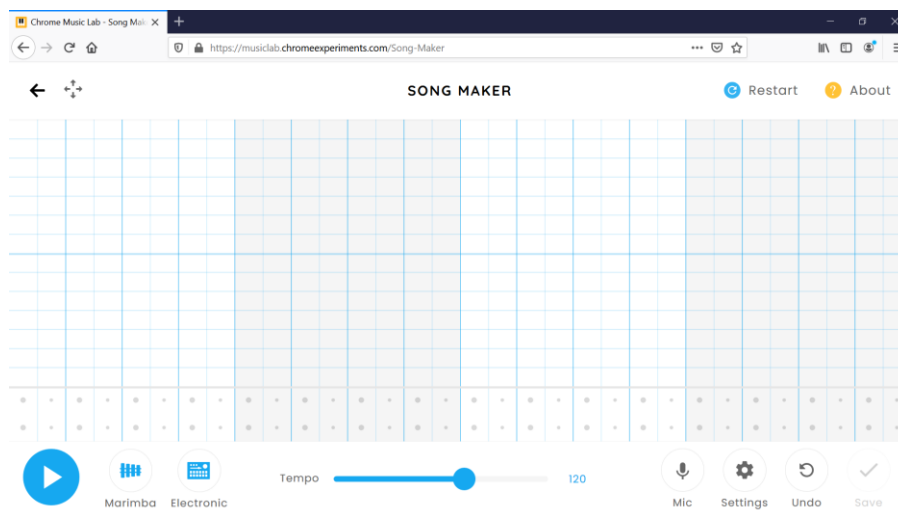 Chrome Music Lab - Song Mak
https://musiclab.chromeexperiments.com/Song-Maker
SONG MAKER
Restart
About
Tempo
120
Marimba
Electronic
Mic
Settings
Undo
Save